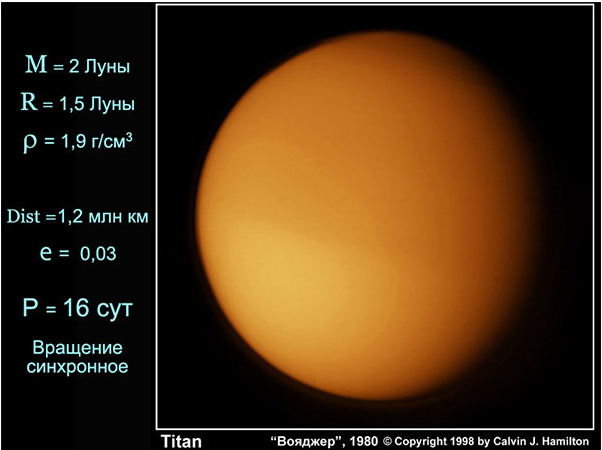 M = 2 Луны
R = 1,5 Луны
ρ = 1,9 г/см³
Dist =1,2 млн км
e = 0,03
P = 16 сут
Вращение
синхронное
Titan
“Вояджер”, 1980 © Copyright 1998 by Calvin J. Hamilton